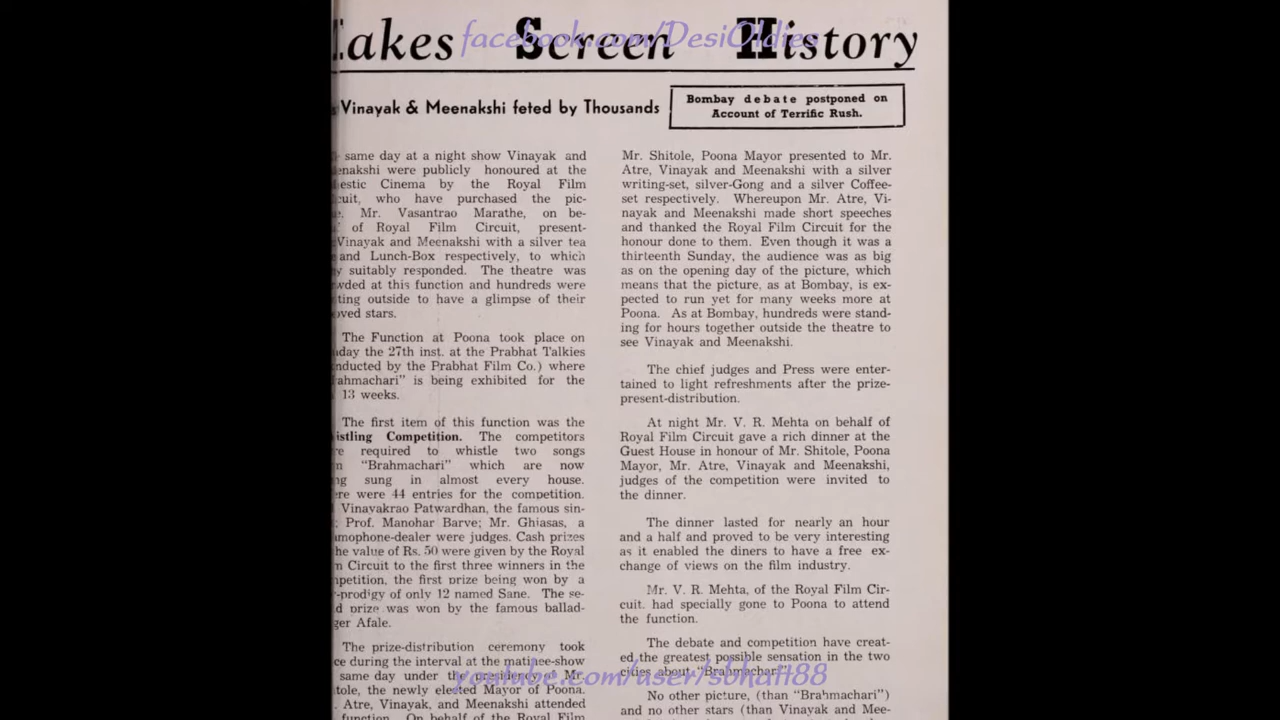 akes Screen History
facebook.com/DesiOldies
Vinayak & Meenakshi feted by Thousands
Bombay debate postponed on
Account of Terrific Rush.
same day at a night show Vinayak and
enakshi were publicly honoured at the
estic Cinema by the Royal Film
cuit, who have purchased the pic-
e. Mr. Vasantrao Marathe, on be-
of Royal Film Circuit, present-
Vinayak and Meenakshi with a silver tea
and Lunch-Box respectively, to which
y suitably responded. The theatre was
wded at this function and hundreds were
ting outside to have a glimpse of their
oved stars.
The Function at Poona took place on
day the 27th inst. at the Prabhat Talkies
nducted by the Prabhat Film Co.) where
ahmachari" is being exhibited for the
13 weeks.
The first item of this function was the
istling Competition. The competitors
re required to whistle two songs
n "Brahmachari" which are now
ng sung in almost every house.
ere were 44 entries for the competition.
Vinayakrao Patwardhan, the famous sin-
; Prof. Manohar Barve; Mr. Ghiasas, a
mophone-dealer were judges. Cash prizes
he value of Rs. 50 were given by the Royal
m Circuit to the first three winners in the
mpetition, the first prize being won by a
-prodigy of only 12 named Sane. The se-
d prize was won by the famous ballad-
ger Afale.
The prize-distribution ceremony took
ce during the interval at the matinee-show
same day under the presidency of Mr.
tole, the newly elected Mayor of Poona.
. Atre, Vinayak, and Meenakshi attended
function. On behalf of the Royal Film
Mr. Shitole, Poona Mayor presented to Mr.
Atre, Vinayak and Meenakshi with a silver
writing-set, silver-Gong and a silver Coffee-
set respectively. Whereupon Mr. Atre, Vi-
nayak and Meenakshi made short speeches
and thanked the Royal Film Circuit for the
honour done to them. Even though it was a
thirteenth Sunday, the audience was as big
as on the opening day of the picture, which
means that the picture, as at Bombay, is ex-
pected to run yet for many weeks more at
Poona. As at Bombay, hundreds were stand-
ing for hours together outside the theatre to
see Vinayak and Meenakshi.
The chief judges and Press were enter-
tained to light refreshments after the prize-
present-distribution.
At night Mr. V. R. Mehta on behalf of
Royal Film Circuit gave a rich dinner at the
Guest House in honour of Mr. Shitole, Poona
Mayor, Mr. Atre, Vinayak and Meenakshi,
judges of the competition were invited to
the dinner.
The dinner lasted for nearly an hour
and a half and proved to be very interesting
as it enabled the diners to have a free ex-
change of views on the film industry.
Mr. V. R. Mehta, of the Royal Film Cir-
cuit. had specially gone to Poona to attend
the function.
The debate and competition have creat-
ed the greatest possible sensation in the two
cities about "Brahmachari".
No other picture, (than "Brahmachari")
and no other stars (than Vinayak and Mee-
youtube.com/user/sbhatt88